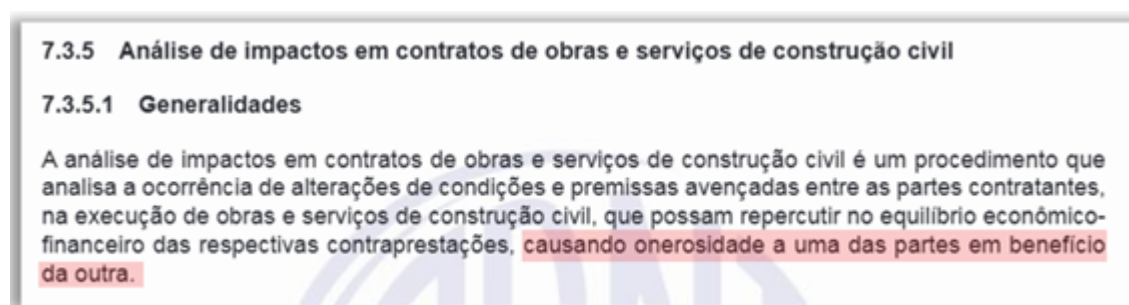 7.3.5 Análise de impactos em contratos de obras e serviços de construção civil
7.3.5.1 Generalidades
A análise de impactos em contratos de obras e serviços de construção civil é um procedimento que
analisa a ocorrência de alterações de condições e premissas avençadas entre as partes contratantes,
na execução de obras e serviços de construção civil, que possam repercutir no equilíbrio econômico-
financeiro das respectivas contraprestações, causando onerosidade a uma das partes em benefício
da outra.